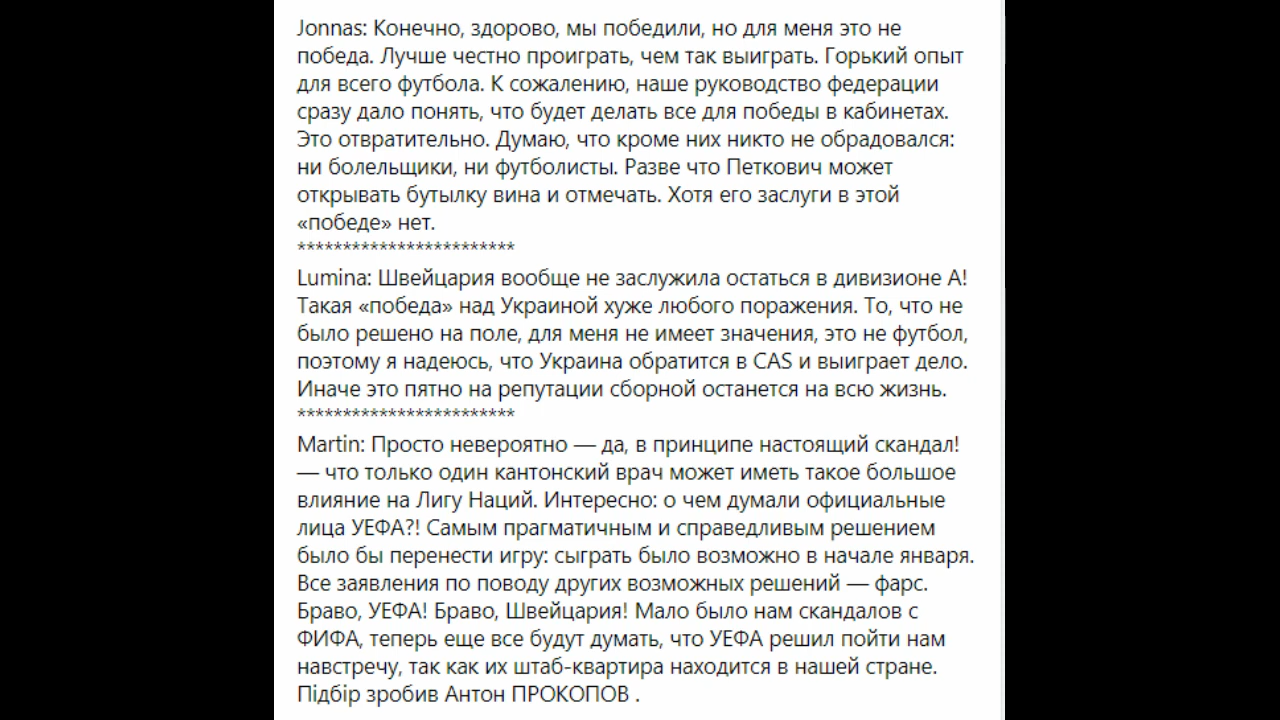 Jonnas: Конечно, здорово, мы победили, но для меня это не
победа. Лучше честно проиграть, чем так выиграть. Горький опыт
для всего футбола. К сожалению, наше руководство федерации
сразу дало понять, что будет делать все для победы в кабинетах.
Это отвратительно. Думаю, что кроме них никто не обрадовался:
ни болельщики, ни футболисты. Разве что Петкович может
открывать бутылку вина и отмечать. Хотя его заслуги в этой
«победе» нет.
************************
Lumina: Швейцария вообще не заслужила остаться в дивизионе А!
Такая «победа» над Украиной хуже любого поражения. То, что не
было решено на поле, для меня не имеет значения, это не футбол,
поэтому я надеюсь, что Украина обратится в CAS и выиграет дело.
Иначе это пятно на репутации сборной останется на всю жизнь.
************************
Martin: Просто невероятно — да, в принципе настоящий скандал!
— что только один кантонский врач может иметь такое большое
влияние на Лигу Наций. Интересно: о чем думали официальные
лица УЕФА?! Самым прагматичным и справедливым решением
было бы перенести игру: сыграть было возможно в начале января.
Все заявления по поводу других возможных решений — фарс.
Браво, УЕФА! Браво, Швейцария! Мало было нам скандалов с
ФИФА, теперь еще все будут думать, что УЕФА решил пойти нам
навстречу, так как их штаб-квартира находится в нашей стране.
Підбір зробив Антон ПРОКОПОВ .